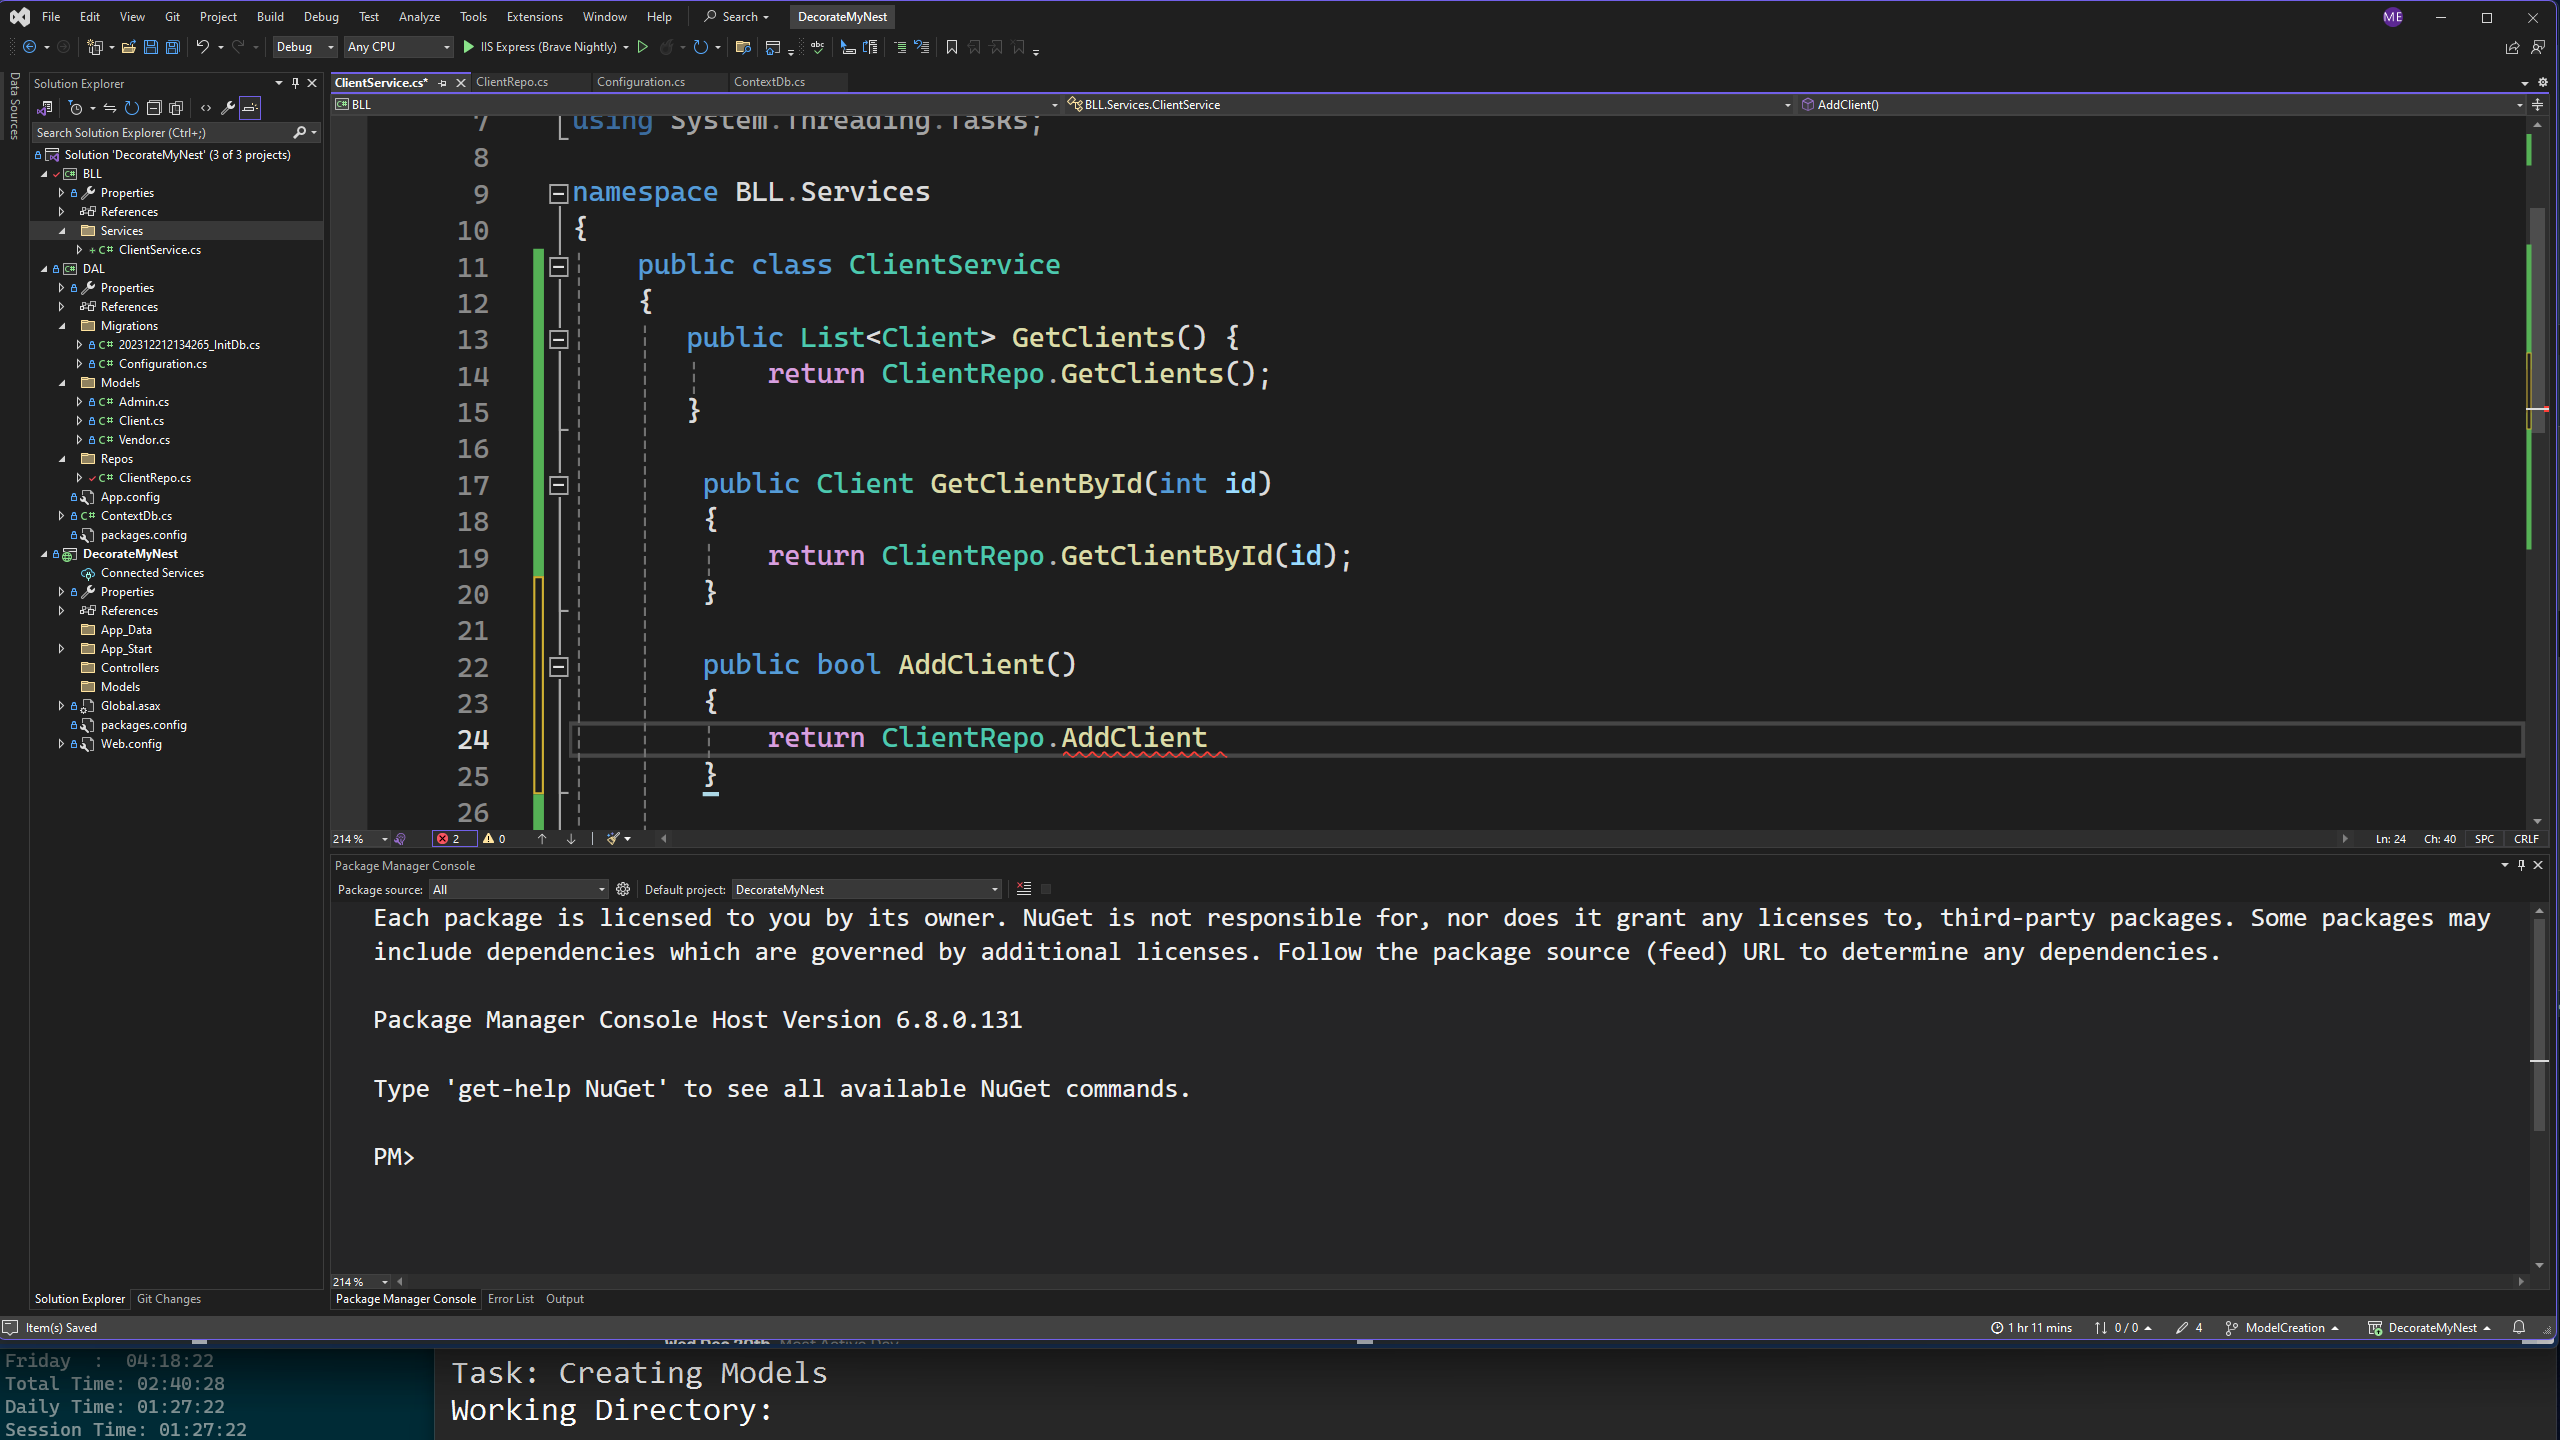 File Edit View Git Project Build Debug Test Analyze Tools Extensions Window Help Search DecorateMyNest ME
Debug Any CPU IIS Express (Brave Nightly)
Data Sources
Solution Explorer
Search Solution Explorer (Ctrl+;)
Solution 'DecorateMyNest' (3 of 3 projects)
BLL
Properties
References
Services
ClientService.cs
DAL
Properties
References
Migrations
202312212134265_InitDb.cs
Configuration.cs
Models
Admin.cs
Client.cs
Vendor.cs
Repos
ClientRepo.cs
App.config
ContextDb.cs
packages.config
DecorateMyNest
Connected Services
Properties
References
App_Data
App_Start
Controllers
Models
Global.asax
packages.config
Web.config
Solution Explorer Git Changes
ClientService.cs* ClientRepo.cs Configuration.cs ContextDb.cs
BLL BLL.Services.ClientService AddClient()
7 using System.Threading.Tasks;
8
9 namespace BLL.Services
10 {
11 public class ClientService
12 {
13 public List<Client> GetClients() {
14 return ClientRepo.GetClients();
15 }
16
17 public Client GetClientById(int id)
18 {
19 return ClientRepo.GetClientById(id);
20 }
21
22 public bool AddClient()
23 {
24 return ClientRepo.AddClient
25 }
26
214 % 2 0 Ln: 24 Ch: 40 SPC CRLF
Package Manager Console
Package source: All Default project: DecorateMyNest
Each package is licensed to you by its owner. NuGet is not responsible for, nor does it grant any licenses to, third-party packages. Some packages may
include dependencies which are governed by additional licenses. Follow the package source (feed) URL to determine any dependencies.
Package Manager Console Host Version 6.8.0.131
Type 'get-help NuGet' to see all available NuGet commands.
PM>
214 %
Package Manager Console Error List Output
Item(s) Saved 1 hr 11 mins 0 / 0 4 ModelCreation DecorateMyNest
Wed Dec 20th Most Active Day
Friday : 04:18:22
Total Time: 02:40:28
Daily Time: 01:27:22
Session Time: 01:27:22
Task: Creating Models
Working Directory: